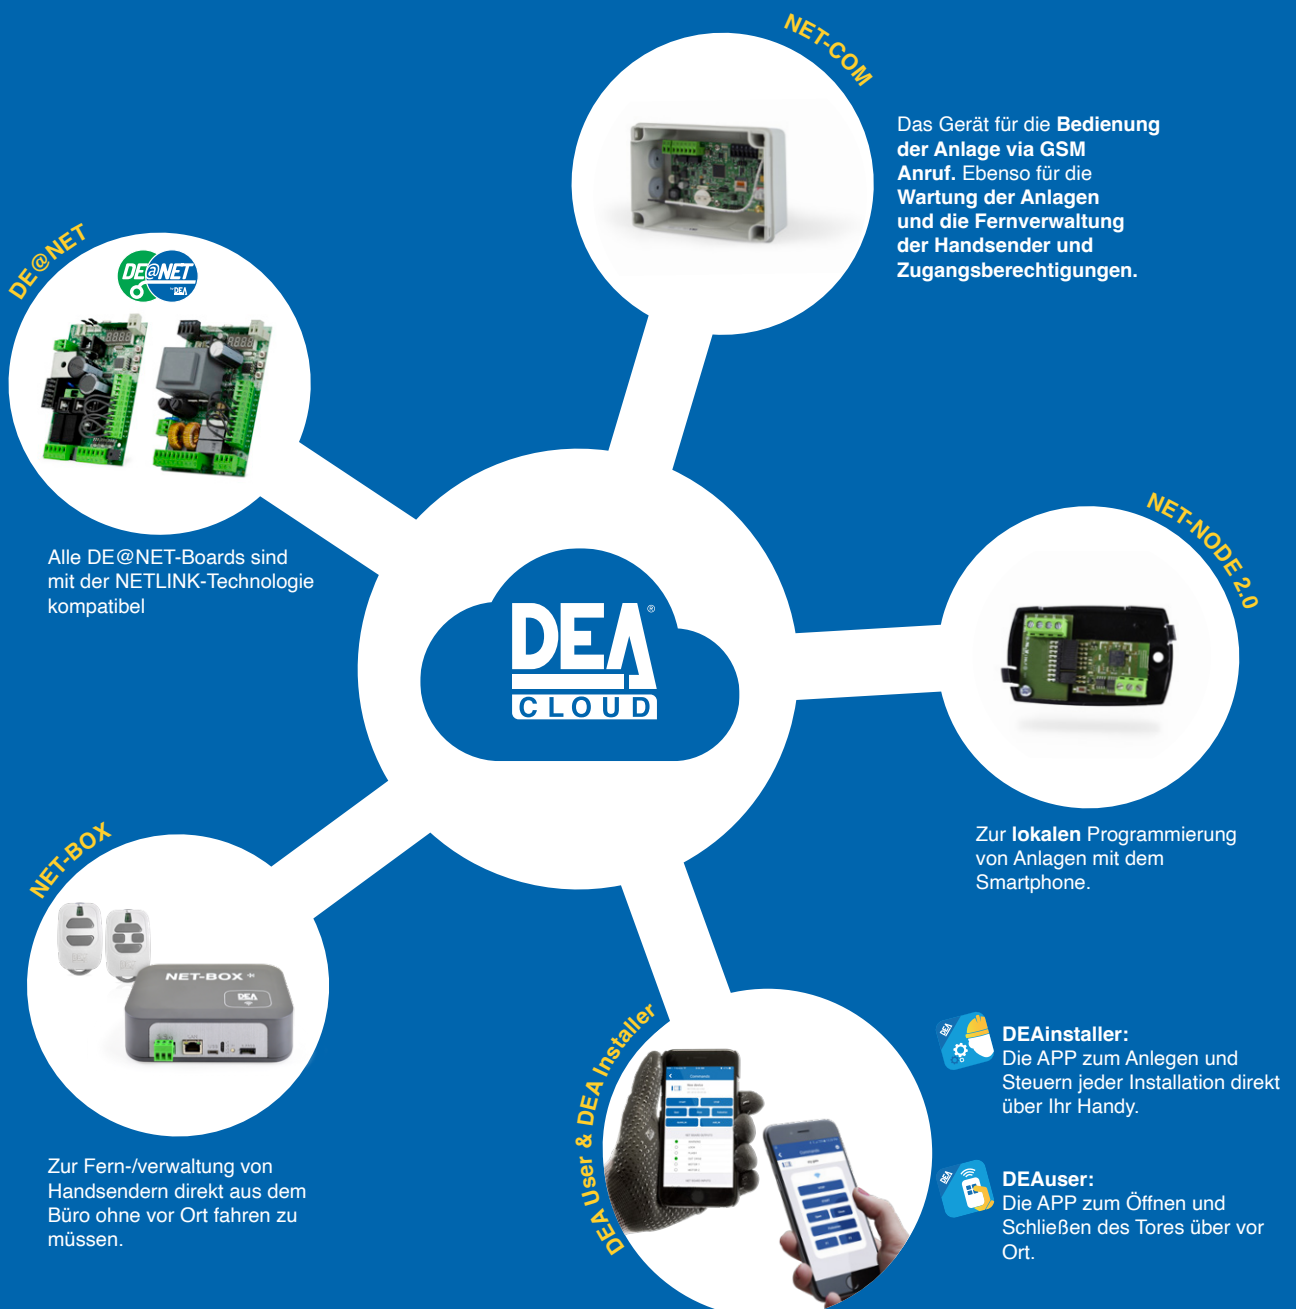 NET-COM
Das Gerät für die Bedienung
der Anlage via GSM
Anruf. Ebenso für die
Wartung der Anlagen
und die Fernverwaltung
der Handsender und
Zugangsberechtigungen.
DE@NET
DE@NET
by DEA
Alle DE@NET-Boards sind
mit der NETLINK-Technologie
kompatibel
DEA®
CLOUD
NET-NODE 2.0
Zur lokalen Programmierung
von Anlagen mit dem
Smartphone.
NET-BOX
NET-BOX
DEA
Zur Fern-/verwaltung von
Handsendern direkt aus dem
Büro ohne vor Ort fahren zu
müssen.
DEA User & DEA Installer
DEA
DEAinstaller:
Die APP zum Anlegen und
Steuern jeder Installation direkt
über Ihr Handy.
DEA
DEAuser:
Die APP zum Öffnen und
Schließen des Tores über vor
Ort.